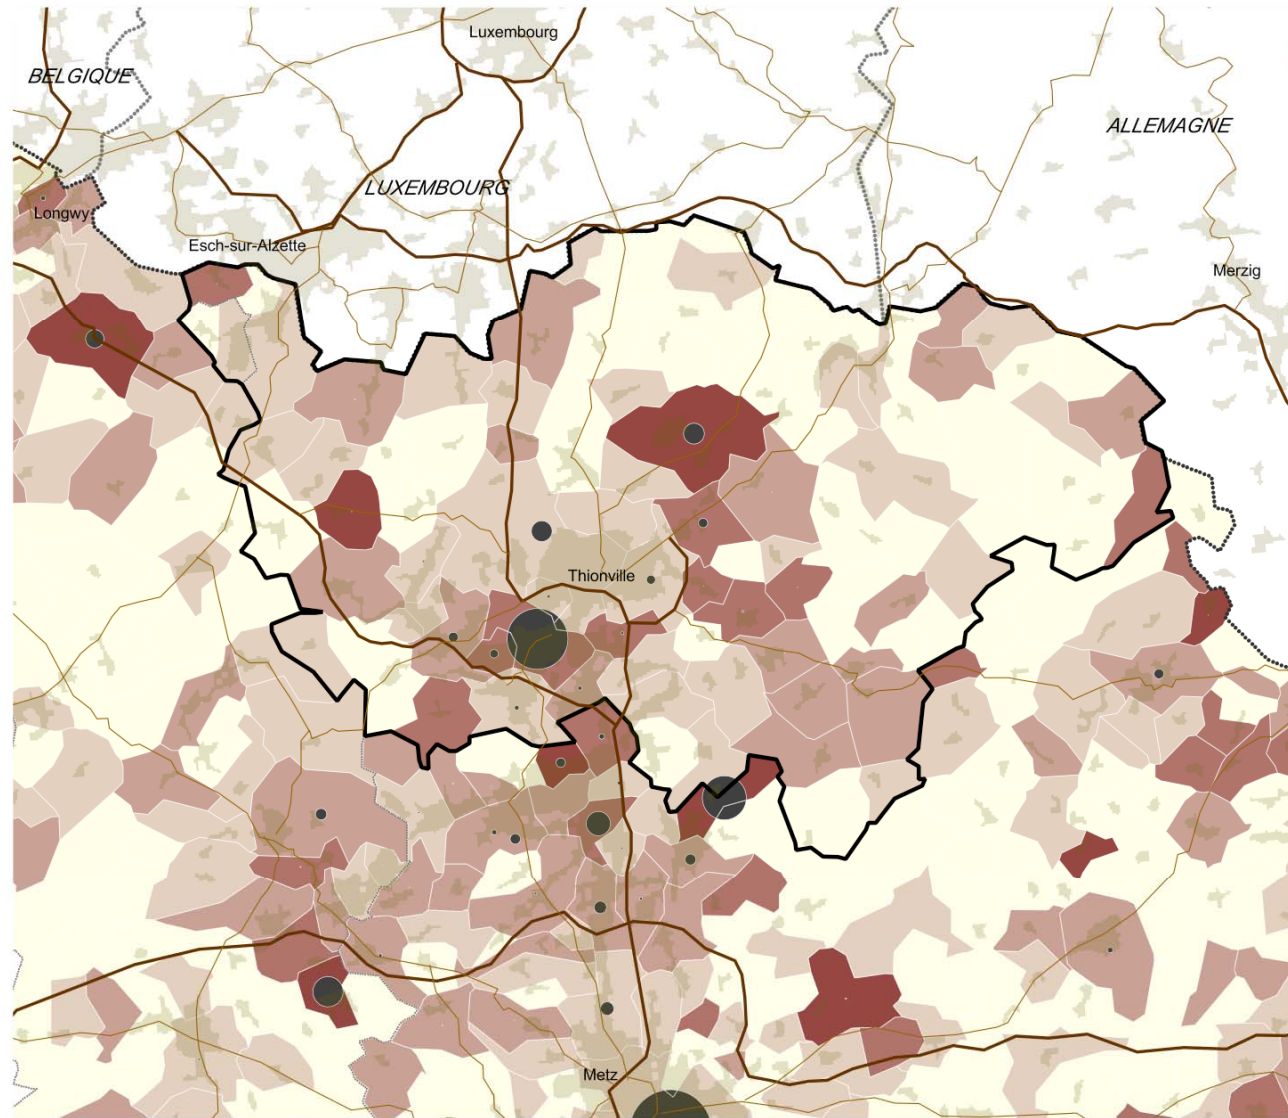 Luxembourg
BELGIQUE
ALLEMAGNE
LUXEMBOURG
Longwy
Esch-sur-Alzette
Merzig
Thionville
Metz